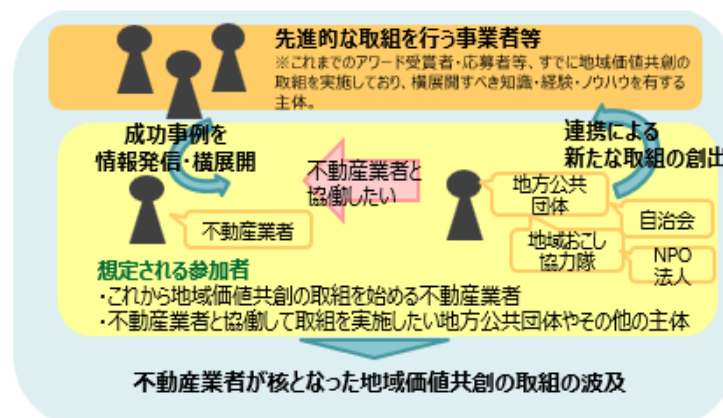 先進的な取組を行う事業者等
※これまでのアワード受賞者・応募者等、すでに地域価値共創の
取組を実施しており、横展開すべき知識・経験・ノウハウを有する
主体。
成功事例を
情報発信・横展開
連携による
新たな取組の創出
不動産業者と
協働したい
地方公共
団体
自治会
不動産業者
地域おこし
協力隊
NPO
法人
想定される参加者
・これから地域価値共創の取組を始める不動産業者
・不動産業者と協働して取組を実施したい地方公共団体やその他の主体
不動産業者が核となった地域価値共創の取組の波及